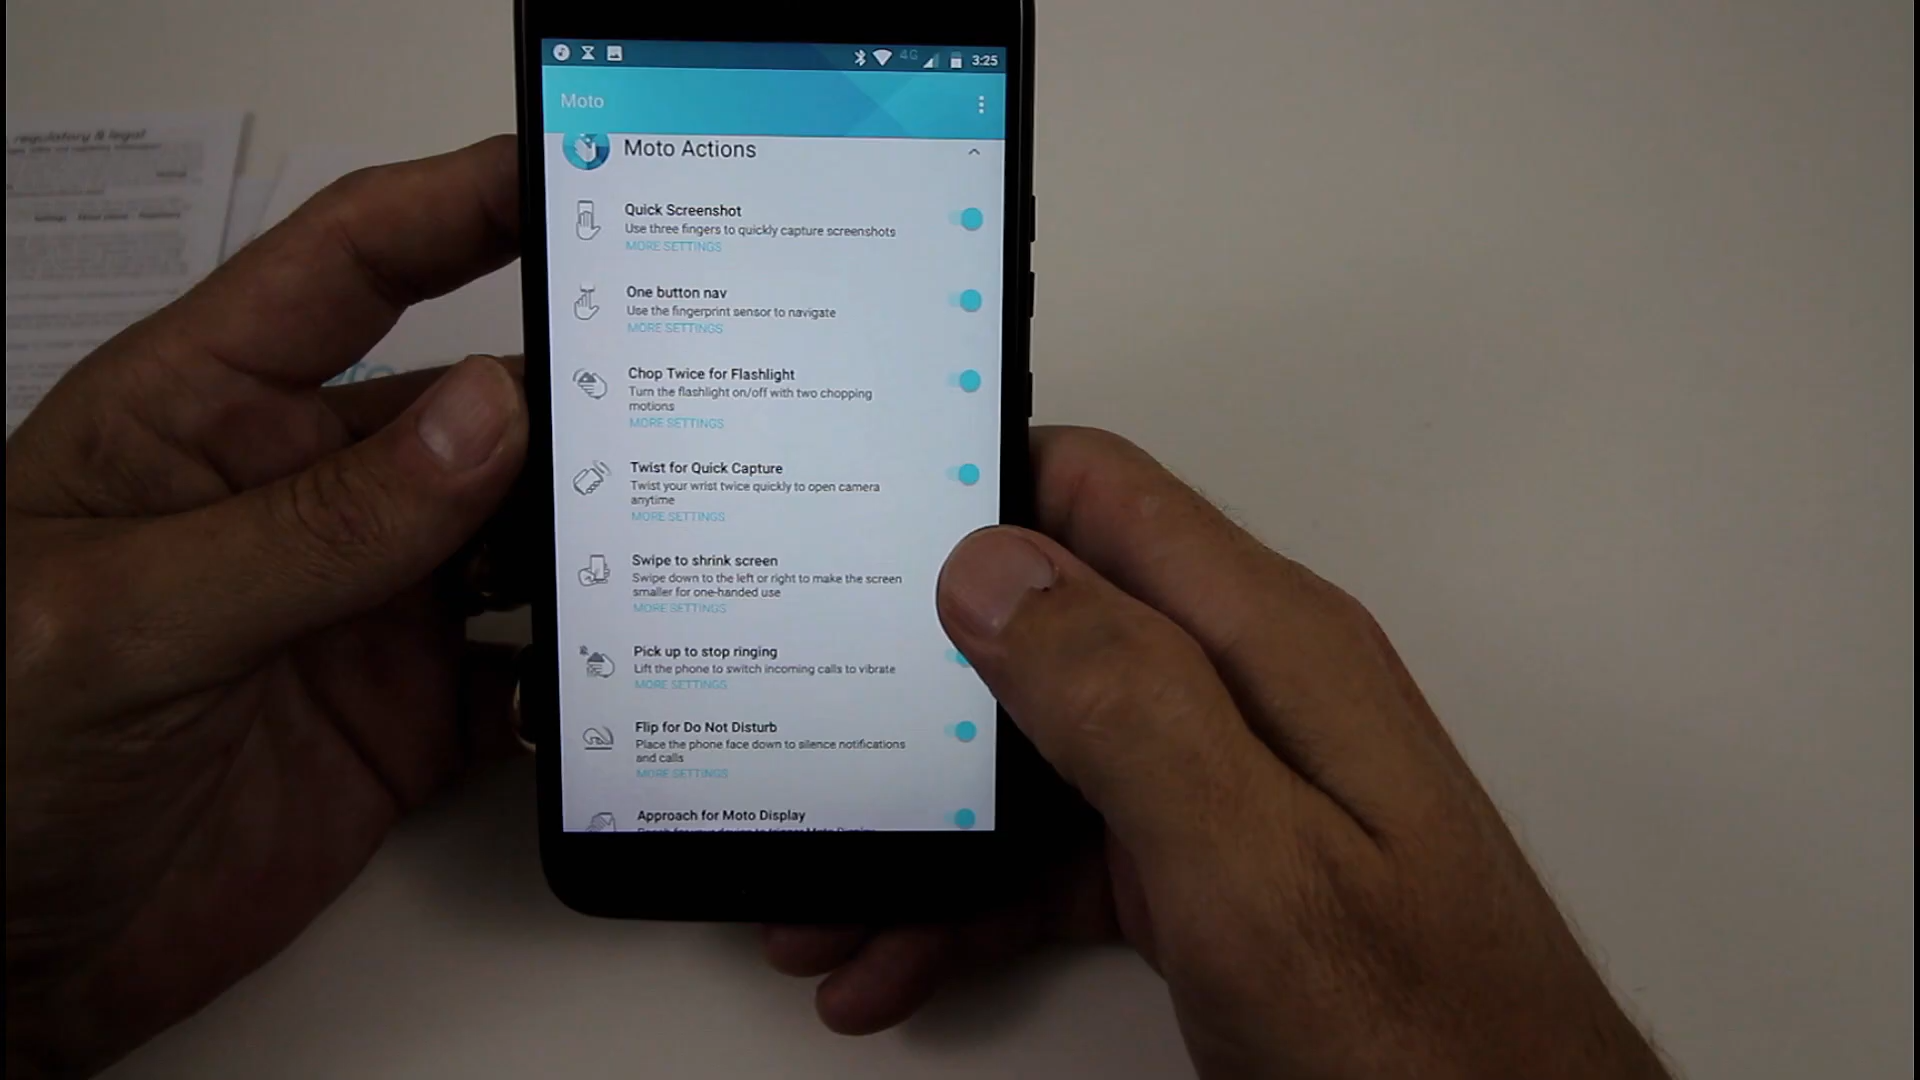 regulatory & legal
4G 3:25
Moto
Moto Actions
Quick Screenshot
Use three fingers to quickly capture screenshots
MORE SETTINGS
One button nav
Use the fingerprint sensor to navigate
MORE SETTINGS
Chop Twice for Flashlight
Turn the flashlight on/off with two chopping
motions
MORE SETTINGS
Twist for Quick Capture
Twist your wrist twice quickly to open camera
anytime
MORE SETTINGS
Swipe to shrink screen
Swipe down to the left or right to make the screen
smaller for one-handed use
MORE SETTINGS
Pick up to stop ringing
Lift the phone to switch incoming calls to vibrate
MORE SETTINGS
Flip for Do Not Disturb
Place the phone face down to silence notifications
and calls
MORE SETTINGS
Approach for Moto Display